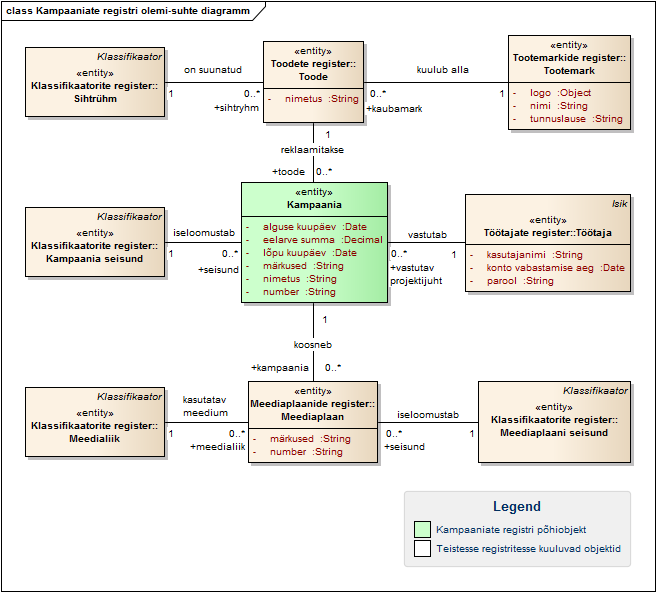 class Kampaaniate registri olemi-suhte diagramm
Klassifikaator
«entity»
Klassifikaatorite register::
Sihtrühm
on suunatud
1
0..*
+sihtryhm
«entity»
Toodete register::
Toode
- nimetus :String
kuulub alla
0..*
1
+kaubamark
«entity»
Tootemarkide register::
Tootemark
- logo :Object
- nimi :String
- tunnuslause :String
1
reklaamitakse
+toode
0..*
Klassifikaator
«entity»
Klassifikaatorite register::
Kampaania seisund
iseloomustab
1
0..*
+seisund
«entity»
Kampaania
- alguse kuupäev :Date
- eelarve summa :Decimal
- lõpu kuupäev :Date
- märkused :String
- nimetus :String
- number :String
vastutab
0..*
1
+vastutav
projektijuht
Isik
«entity»
Töötajate register::Töötaja
- kasutajanimi :String
- konto vabastamise aeg :Date
- parool :String
1
koosneb
+kampaania
0..*
Klassifikaator
«entity»
Klassifikaatorite register::
Meedialiik
kasutatav
meedium
1
0..*
+meedialiik
«entity»
Meediaplaanide register::
Meediaplaan
- märkused :String
- number :String
iseloomustab
0..*
1
+seisund
Klassifikaator
«entity»
Klassifikaatorite register::
Meediaplaani seisund
Legend
Kampaaniate registri põhiobjekt
Teistesse registritesse kuuluvad objektid